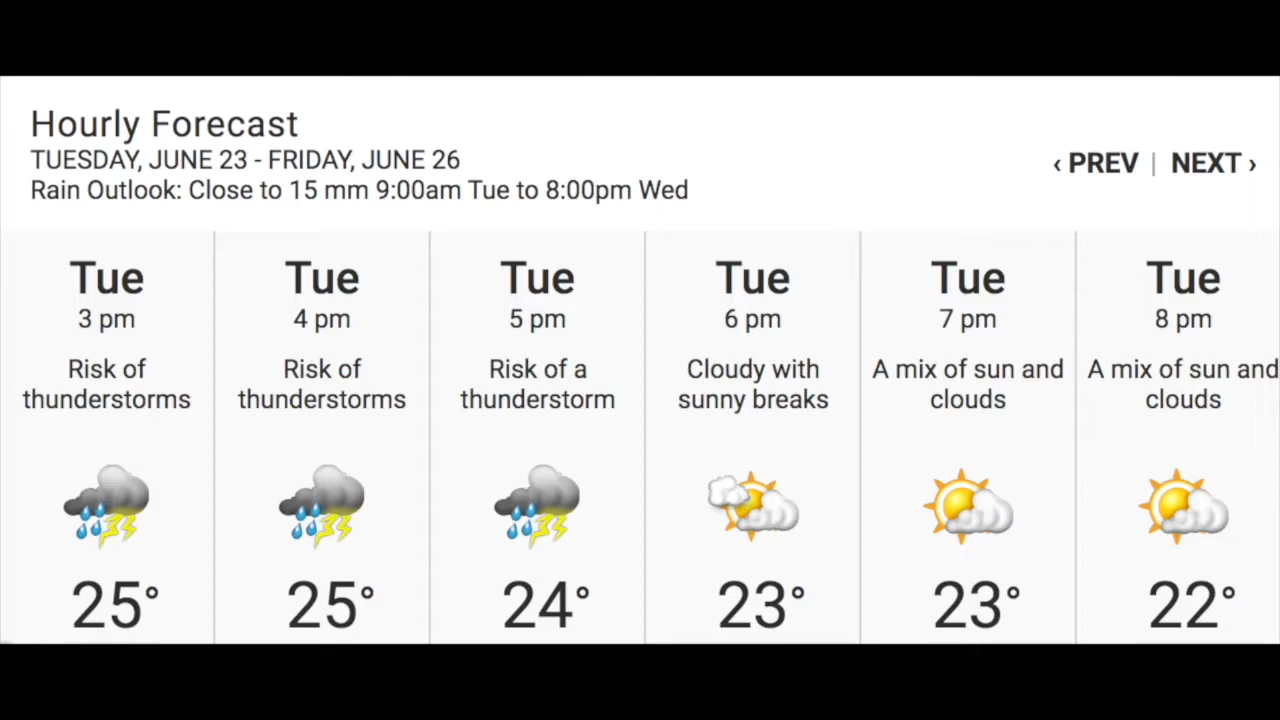 Hourly Forecast
TUESDAY, JUNE 23 - FRIDAY, JUNE 26
Rain Outlook: Close to 15 mm 9:00am Tue to 8:00pm Wed
‹ PREV | NEXT ›
Tue
3 pm
Risk of
thunderstorms
25°
Tue
4 pm
Risk of
thunderstorms
25°
Tue
5 pm
Risk of a
thunderstorm
24°
Tue
6 pm
Cloudy with
sunny breaks
23°
Tue
7 pm
A mix of sun and
clouds
23°
Tue
8 pm
A mix of sun and
clouds
22°